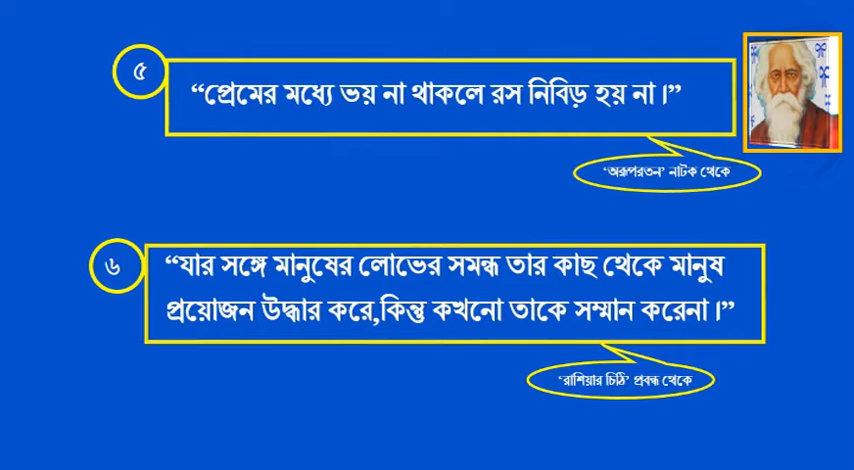 ৫
“প্রেমের মধ্যে ভয় না থাকলে রস নিবিড় হয় না।”
‘অরূপরতন’ নাটক থেকে
৬
“যার সঙ্গে মানুষের লোভের সমন্ধ তার কাছ থেকে মানুষ
প্রয়োজন উদ্ধার করে,কিন্তু কখনো তাকে সম্মান করেনা।”
‘রাশিয়ার চিঠি’ প্রবন্ধ থেকে